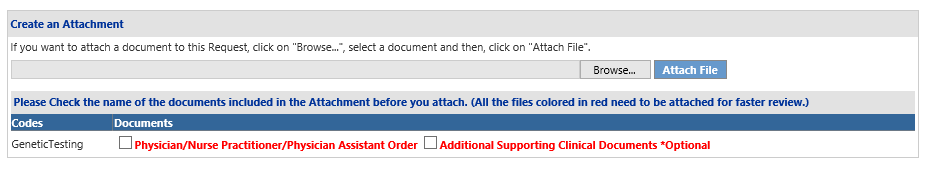 Create an Attachment
If you want to attach a document to this Request, click on "Browse...", select a document and then, click on "Attach File".
Browse... Attach File
Please Check the name of the documents included in the Attachment before you attach. (All the files colored in red need to be attached for faster review.)
Codes Documents
GeneticTesting Physician/Nurse Practitioner/Physician Assistant Order Additional Supporting Clinical Documents *Optional